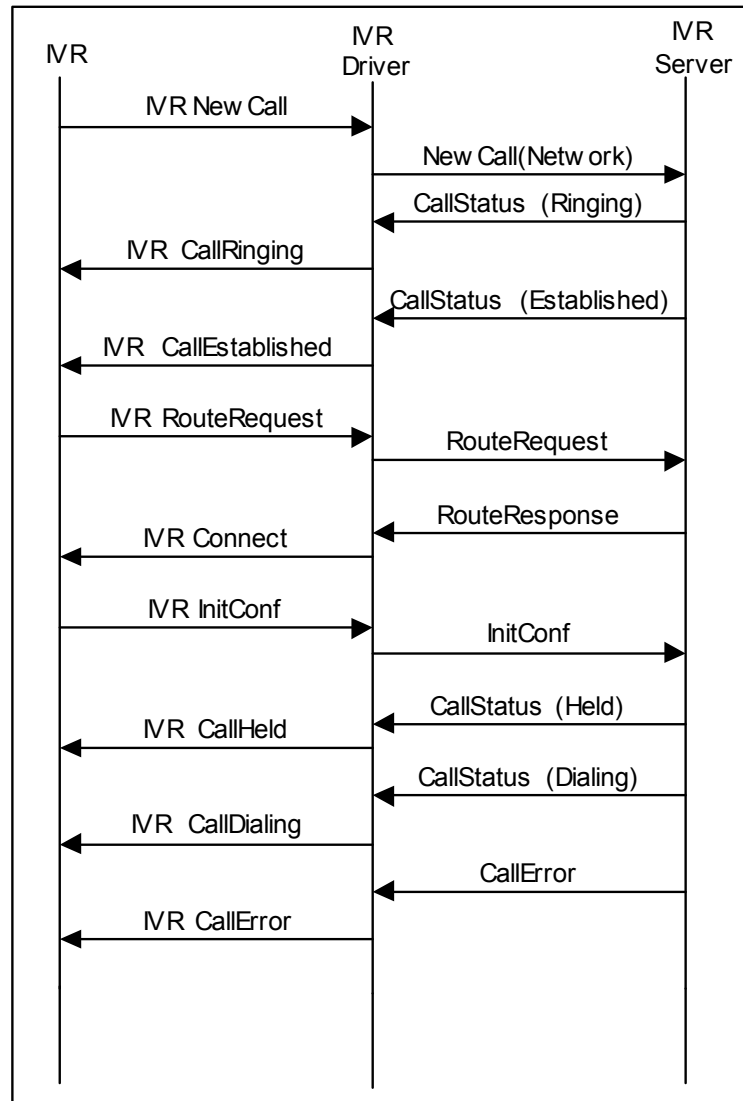 IVR
IVR
Driver
IVR
Server
IVR New Call
New Call(Network)
CallStatus (Ringing)
IVR CallRinging
CallStatus (Established)
IVR CallEstablished
IVR RouteRequest
RouteRequest
RouteResponse
IVR Connect
IVR InitConf
InitConf
CallStatus (Held)
IVR CallHeld
CallStatus (Dialing)
IVR CallDialing
CallError
IVR CallError